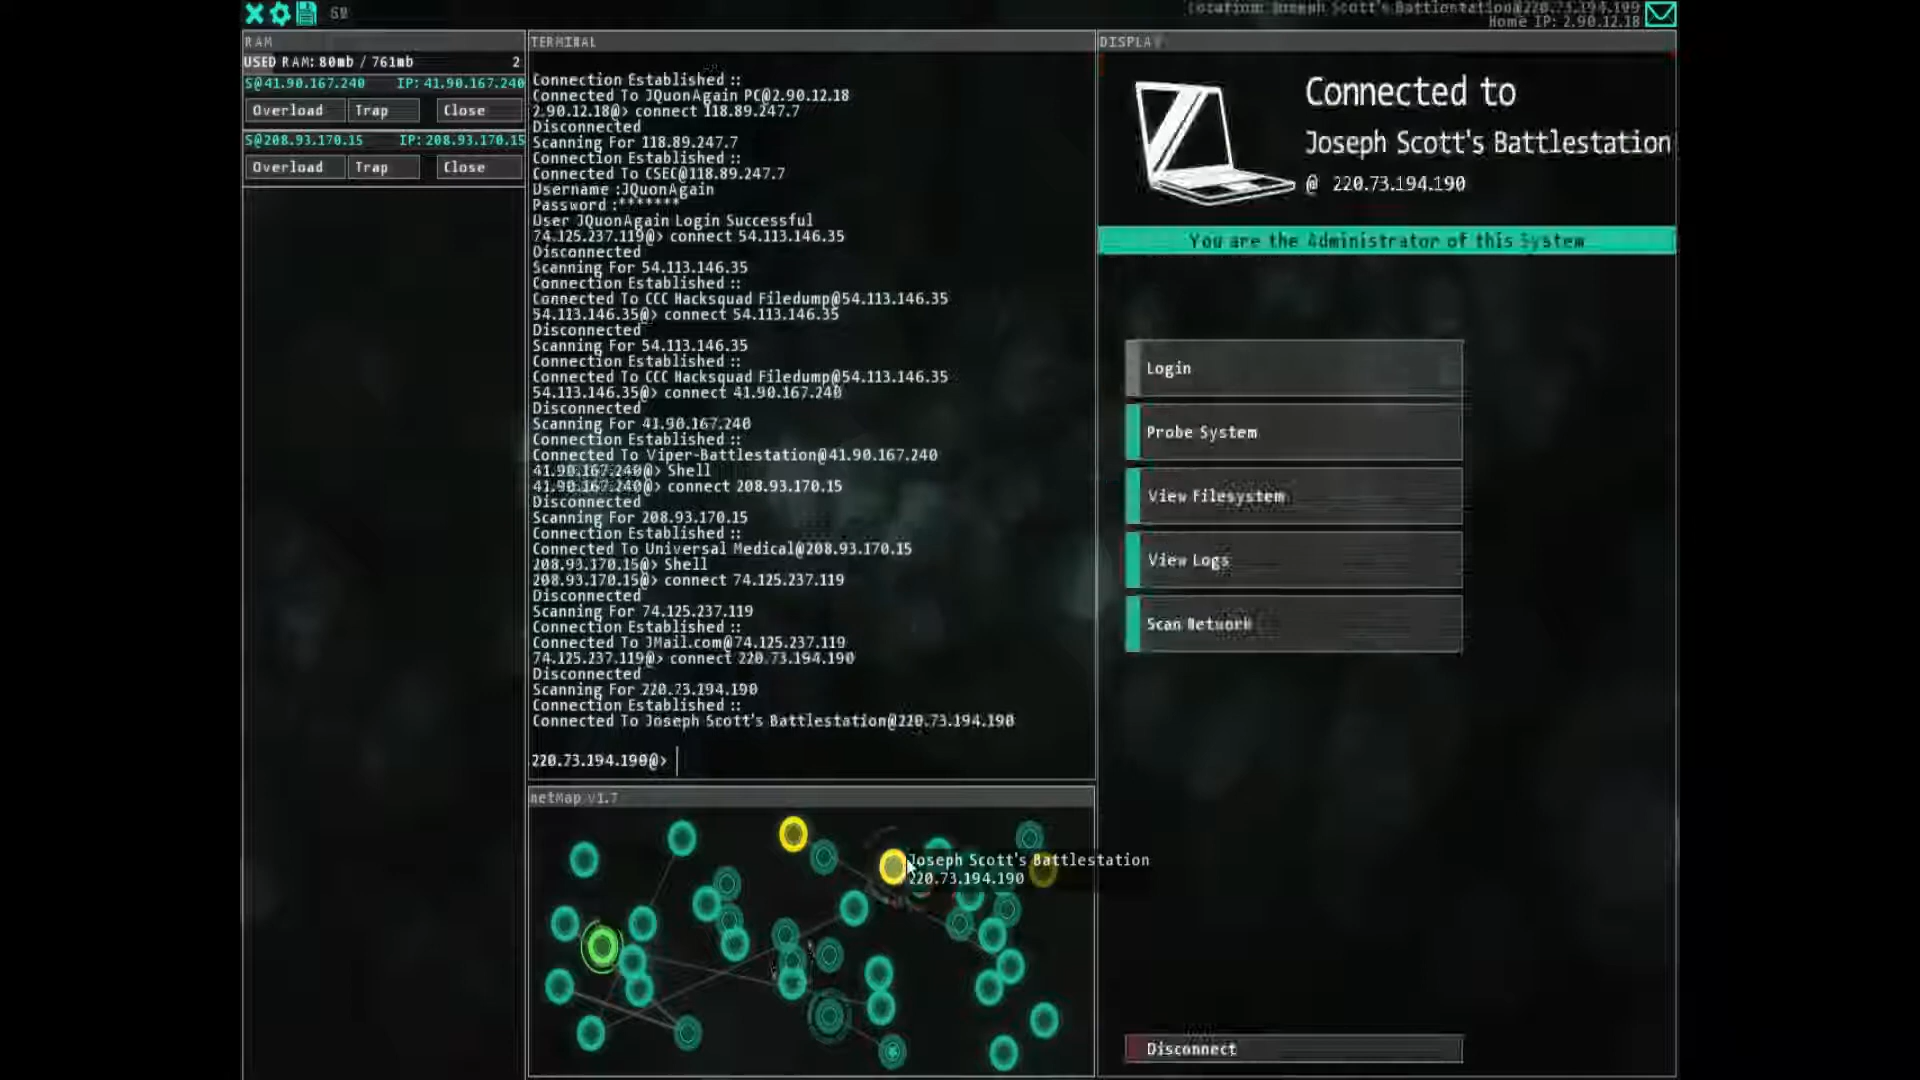 59
Location: Joseph Scott's Battlestation@220.73.194.190
Home IP: 2.90.12.18
RAM
USED RAM: 80mb / 761mb 2
S@41.90.167.240 IP: 41.90.167.240
Overload Trap Close
S@208.93.170.15 IP: 208.93.170.15
Overload Trap Close
TERMINAL
Connection Established ::
Connected To JQuonAgain PC@2.90.12.18
2.90.12.18@> connect 118.89.247.7
Disconnected
Scanning For 118.89.247.7
Connection Established ::
Connected To CSEC@118.89.247.7
Username :JQuonAgain
Password :*******
User JQuonAgain Login Successful
74.125.237.119@> connect 54.113.146.35
Disconnected
Scanning For 54.113.146.35
Connection Established ::
Connected To CCC Hacksquad Filedump@54.113.146.35
54.113.146.35@> connect 54.113.146.35
Disconnected
Scanning For 54.113.146.35
Connection Established ::
Connected To CCC Hacksquad Filedump@54.113.146.35
54.113.146.35@> connect 41.90.167.240
Disconnected
Scanning For 41.90.167.240
Connection Established ::
Connected To Viper-Battlestation@41.90.167.240
41.90.167.240@> Shell
41.90.167.240@> connect 208.93.170.15
Disconnected
Scanning For 208.93.170.15
Connection Established ::
Connected To Universal Medical@208.93.170.15
208.93.170.15@> Shell
208.93.170.15@> connect 74.125.237.119
Disconnected
Scanning For 74.125.237.119
Connection Established ::
Connected To JMail.com@74.125.237.119
74.125.237.119@> connect 220.73.194.190
Disconnected
Scanning For 220.73.194.190
Connection Established ::
Connected To Joseph Scott's Battlestation@220.73.194.190
220.73.194.190@>
netMap v1.7
Joseph Scott's Battlestation
220.73.194.190
DISPLAY
Connected to
Joseph Scott's Battlestation
@ 220.73.194.190
You are the Administrator of this System
Login
Probe System
View Filesystem
View Logs
Scan Network
Disconnect